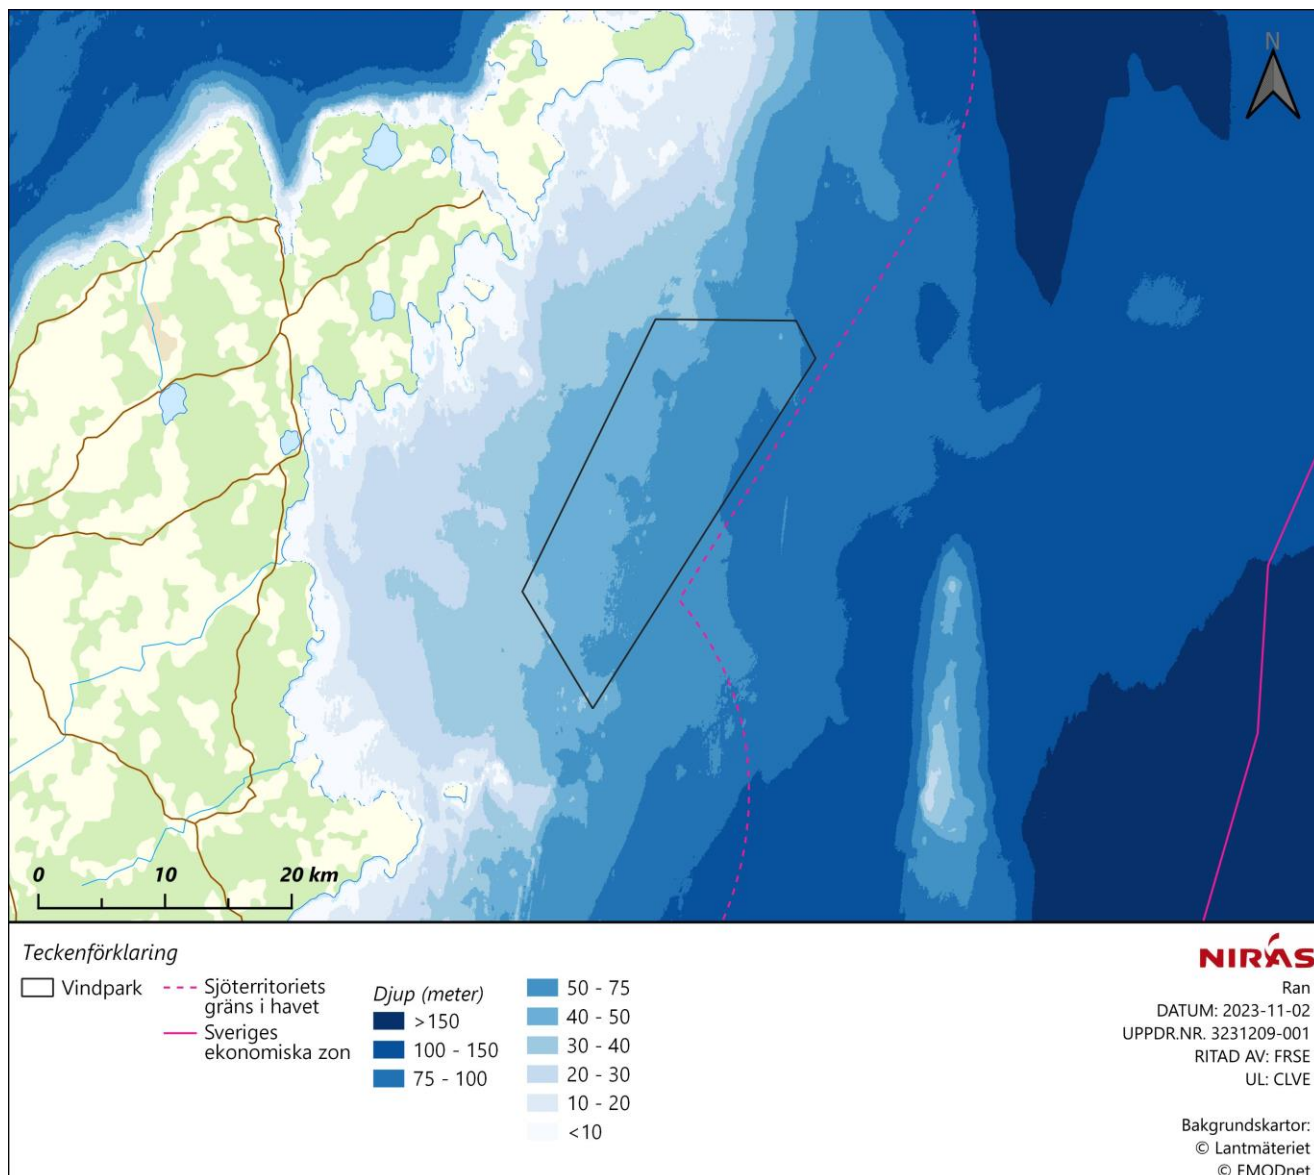 N
0 10 20 km
Teckenförklaring
Vindpark
Sjöterritoriets
gräns i havet
Sveriges
ekonomiska zon
Djup (meter)
>150
100 - 150
75 - 100
50 - 75
40 - 50
30 - 40
20 - 30
10 - 20
<10
NIRAS
Ran
DATUM: 2023-11-02
UPPDR.NR. 3231209-001
RITAD AV: FRSE
UL: CLVE
Bakgrundskartor:
© Lantmäteriet
© EMODnet